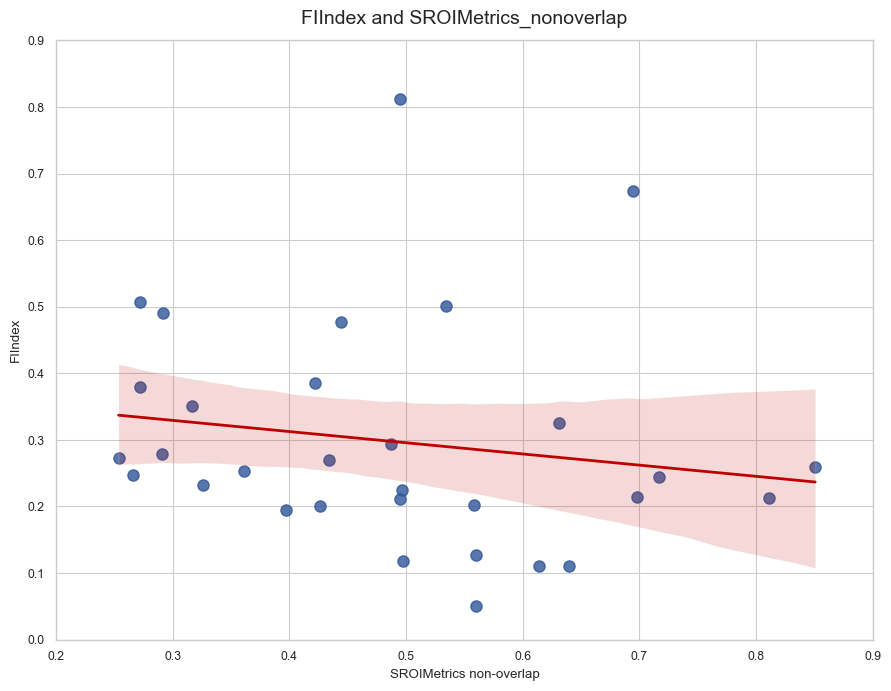 FIIndex and SROIMetrics_nonoverlap
0.9
0.8
0.7
0.6
0.5
0.4
0.3
0.2
0.1
0.0
FIIndex
0.2 0.3 0.4 0.5 0.6 0.7 0.8 0.9
SROIMetrics non-overlap